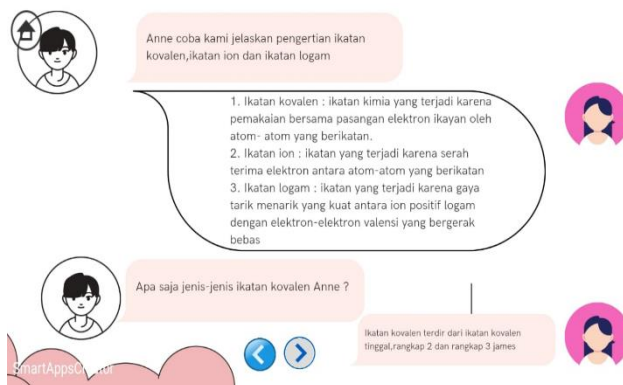 Anne coba kami jelaskan pengertian ikatan
kovalen,ikatan ion dan ikatan logam
1. Ikatan kovalen : ikatan kimia yang terjadi karena
pemakaian bersama pasangan elektron ikayan oleh
atom- atom yang berikatan.
2. Ikatan ion : ikatan yang terjadi karena serah
terima elektron antara atom-atom yang berikatan
3. Ikatan logam : ikatan yang terjadi karena gaya
tarik menarik yang kuat antara ion positif logam
dengan elektron-elektron valensi yang bergerak
bebas
Apa saja jenis-jenis ikatan kovalen Anne ?
Ikatan kovalen terdir dari ikatan kovalen
tinggal,rangkap 2 dan rangkap 3 james
SmartAppsCreator